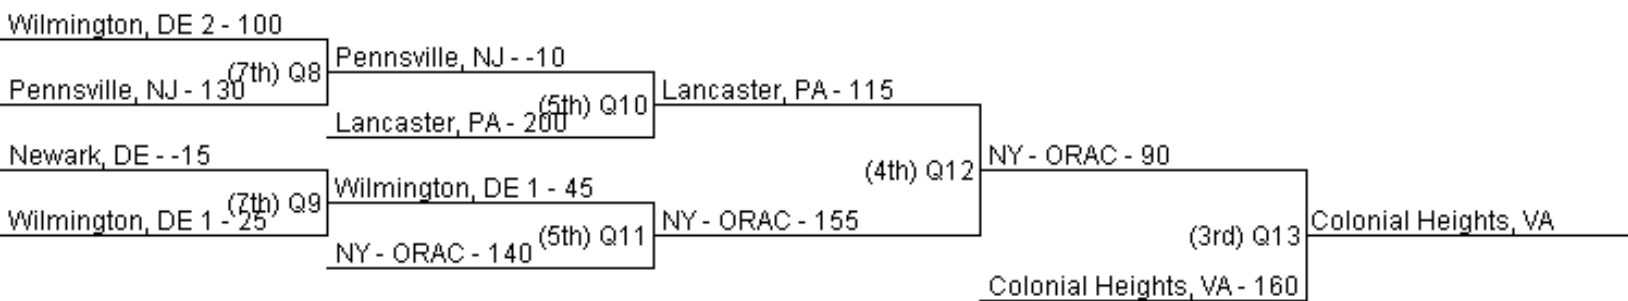 Wilmington, DE 2 - 100
(7th) Q8
Pennsville, NJ - 130
Pennsville, NJ - -10
(5th) Q10
Lancaster, PA - 200
Lancaster, PA - 115
Newark, DE - -15
(7th) Q9
Wilmington, DE 1 - 25
Wilmington, DE 1 - 45
(5th) Q11
NY - ORAC - 140
NY - ORAC - 155
(4th) Q12
NY - ORAC - 90
(3rd) Q13
Colonial Heights, VA - 160
Colonial Heights, VA